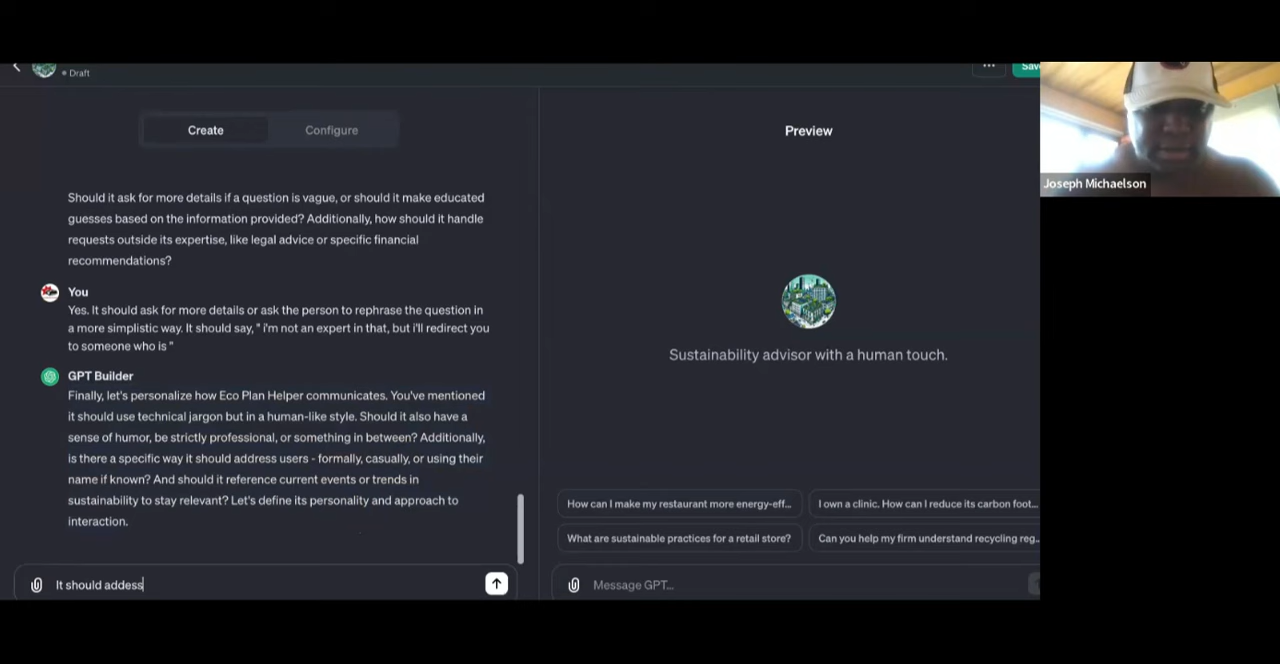 Draft
Save
Create
Configure
Preview
Should it ask for more details if a question is vague, or should it make educated
guesses based on the information provided? Additionally, how should it handle
requests outside its expertise, like legal advice or specific financial
recommendations?
You
Yes. It should ask for more details or ask the person to rephrase the question in
a more simplistic way. It should say, " i'm not an expert in that, but i'll redirect you
to someone who is "
GPT Builder
Finally, let's personalize how Eco Plan Helper communicates. You've mentioned
it should use technical jargon but in a human-like style. Should it also have a
sense of humor, be strictly professional, or something in between? Additionally,
is there a specific way it should address users - formally, casually, or using their
name if known? And should it reference current events or trends in
sustainability to stay relevant? Let's define its personality and approach to
interaction.
It should addess
Sustainability advisor with a human touch.
How can I make my restaurant more energy-eff...
I own a clinic. How can I reduce its carbon foot...
What are sustainable practices for a retail store?
Can you help my firm understand recycling reg...
Message GPT...
Joseph Michaelson